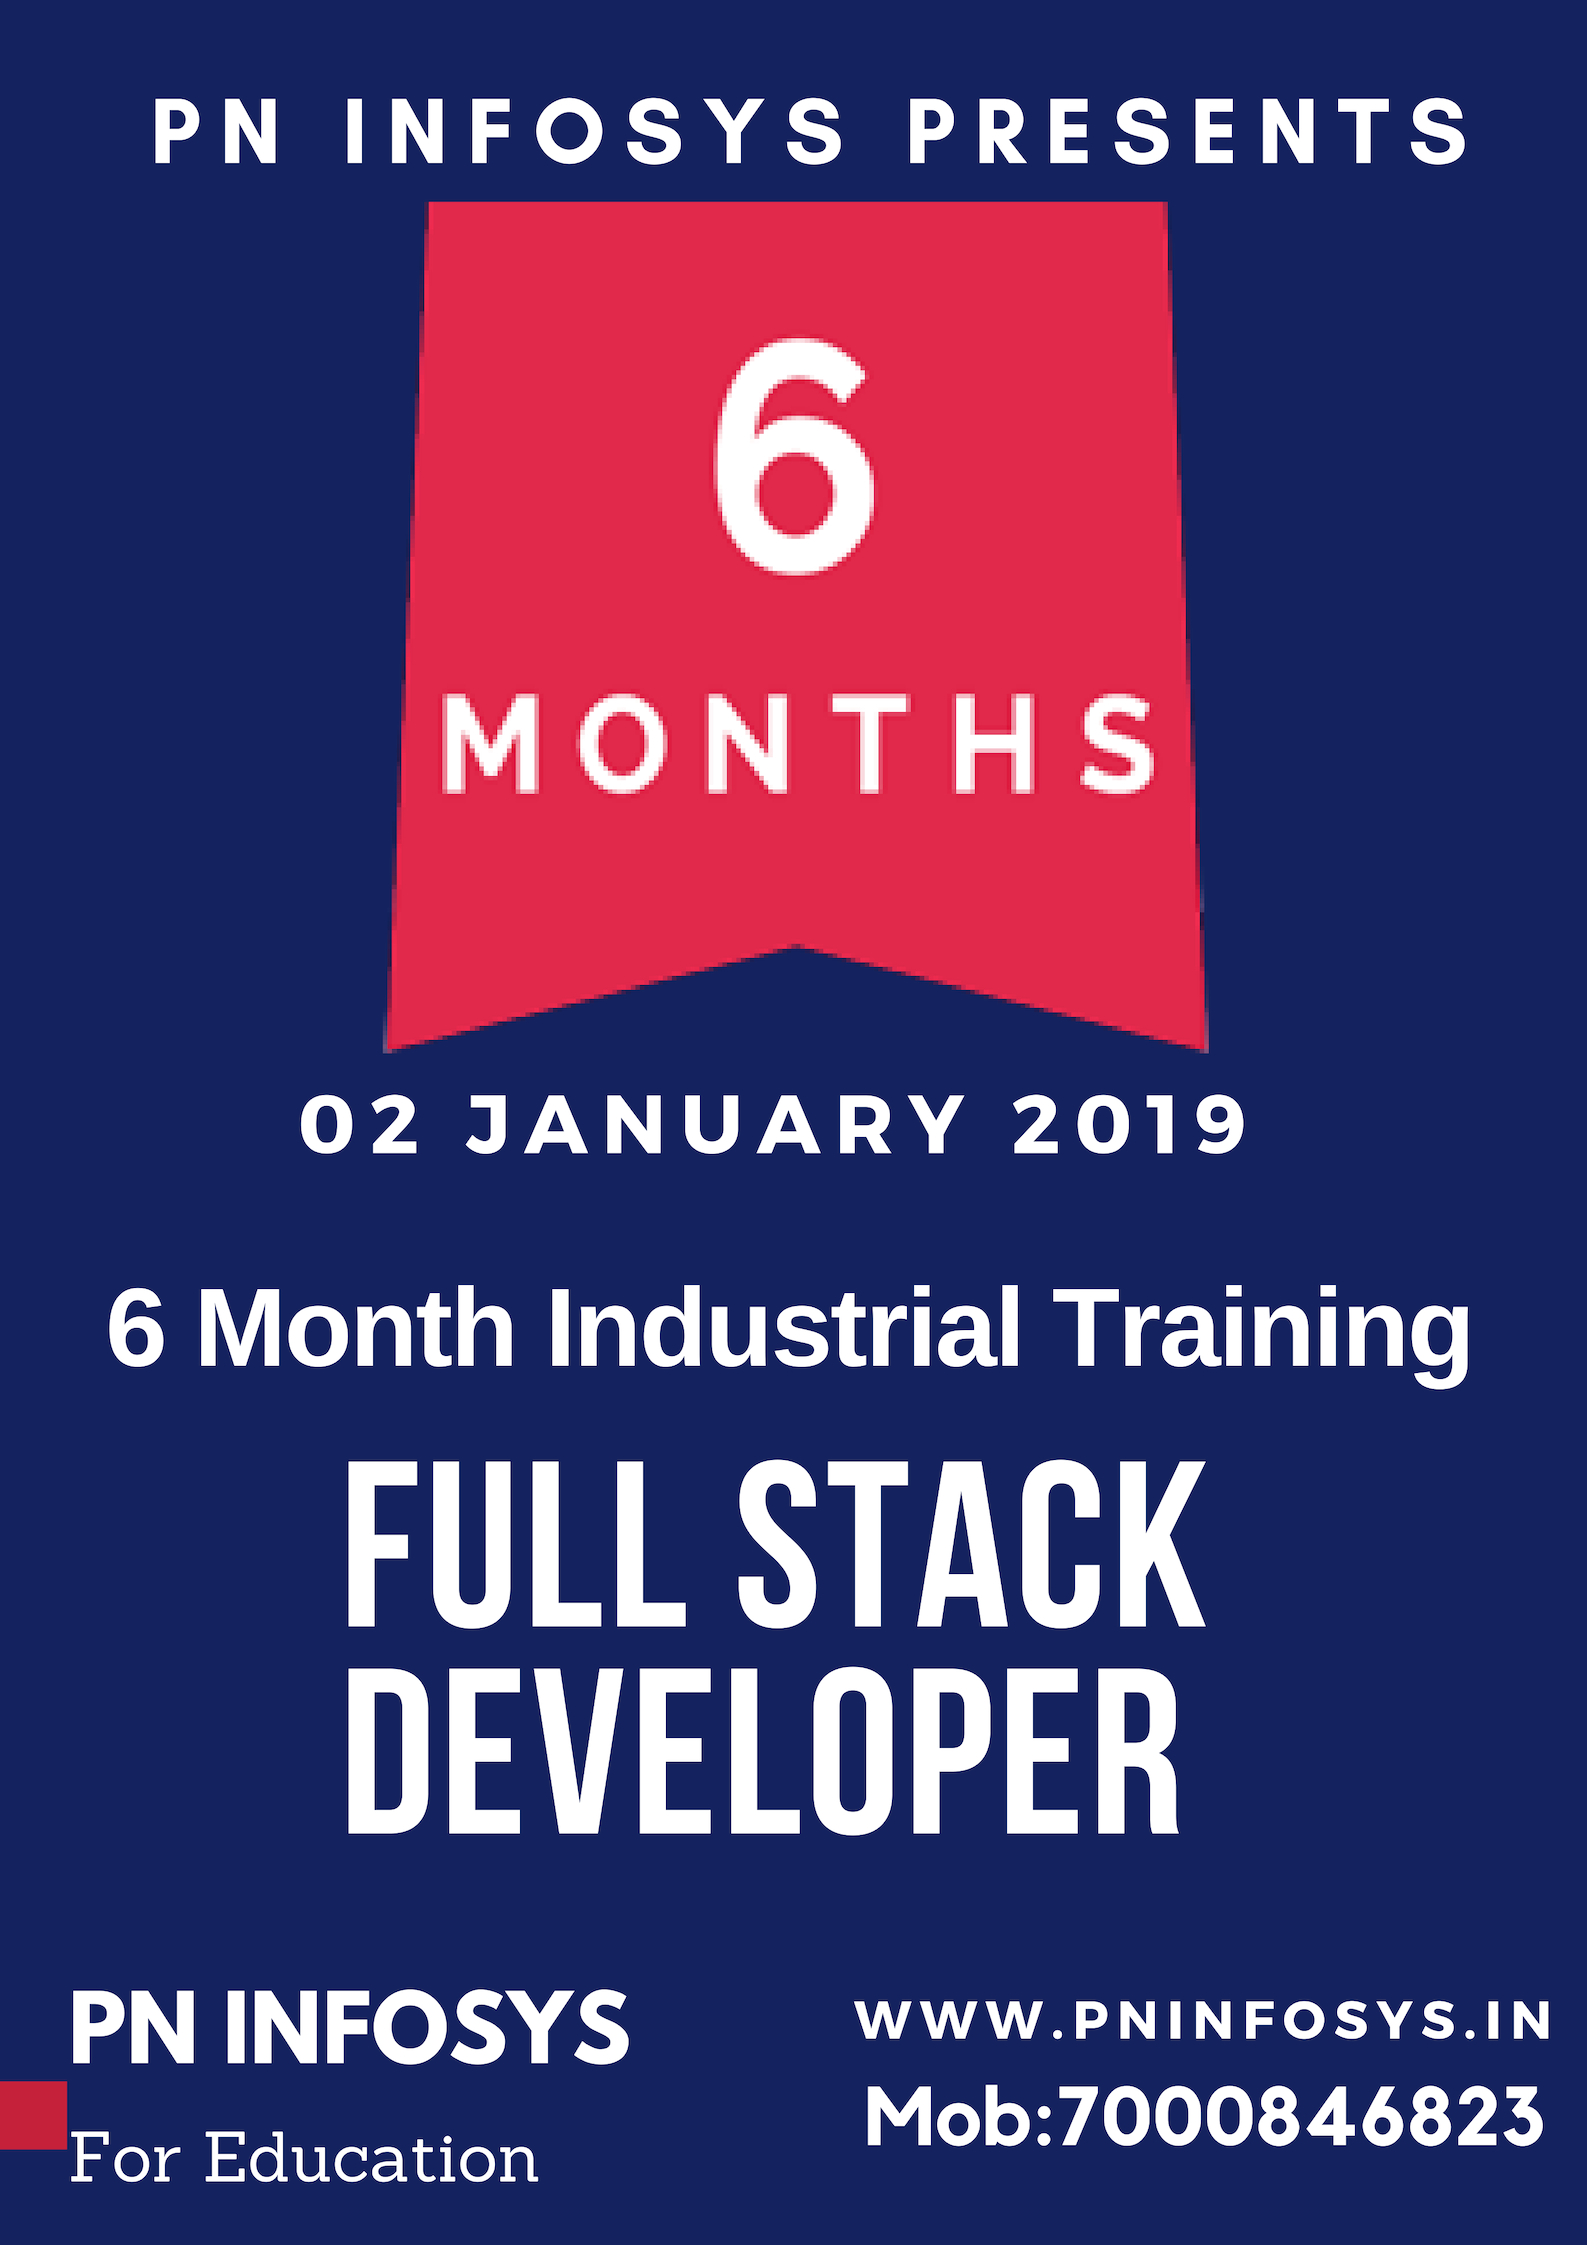 PN INFOSYS PRESENTS
6
MONTHS
02 JANUARY 2019
6 Month Industrial Training
FULL STACK
DEVELOPER
PN INFOSYS
For Education
WWW.PNINFOSYS.IN
Mob:7000846823